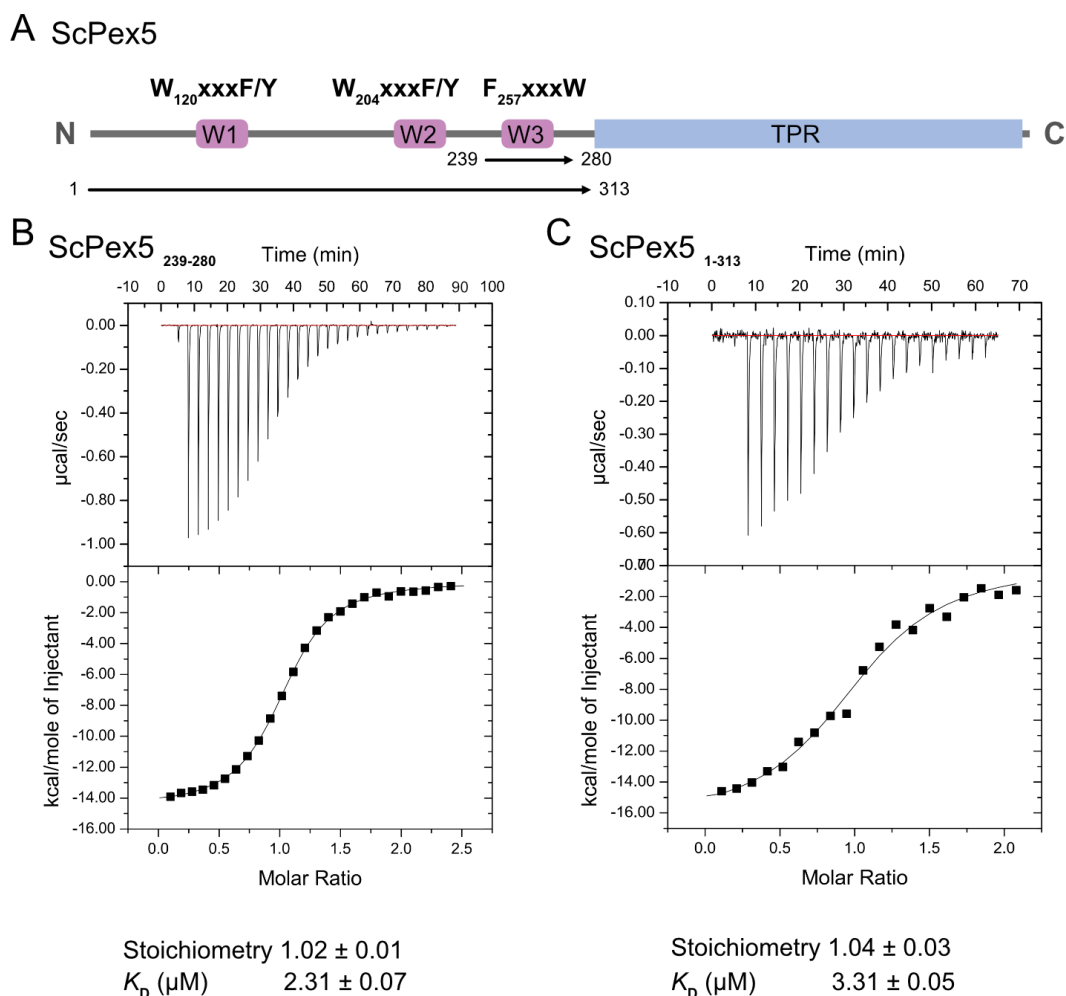 A ScPex5
W120xxxF/Y W204xxxF/Y F257xxxW
N W1 W2 W3 TPR C
239 280
1 313
B ScPex5 239-280
Time (min)
-10 0 10 20 30 40 50 60 70 80 90 100
0.00
-0.20
-0.40
-0.60
-0.80
-1.00
µcal/sec
0.00
-2.00
-4.00
-6.00
-8.00
-10.00
-12.00
-14.00
-16.00
kcal/mole of Injectant
0.0 0.5 1.0 1.5 2.0 2.5
Molar Ratio
Stoichiometry 1.02 ± 0.01
KD (µM) 2.31 ± 0.07
C ScPex5 1-313
Time (min)
-10 0 10 20 30 40 50 60 70
0.10
0.00
-0.10
-0.20
-0.30
-0.40
-0.50
-0.60
-0.70
µcal/sec
-2.00
-4.00
-6.00
-8.00
-10.00
-12.00
-14.00
-16.00
kcal/mole of Injectant
0.0 0.5 1.0 1.5 2.0
Molar Ratio
Stoichiometry 1.04 ± 0.03
KD (µM) 3.31 ± 0.05